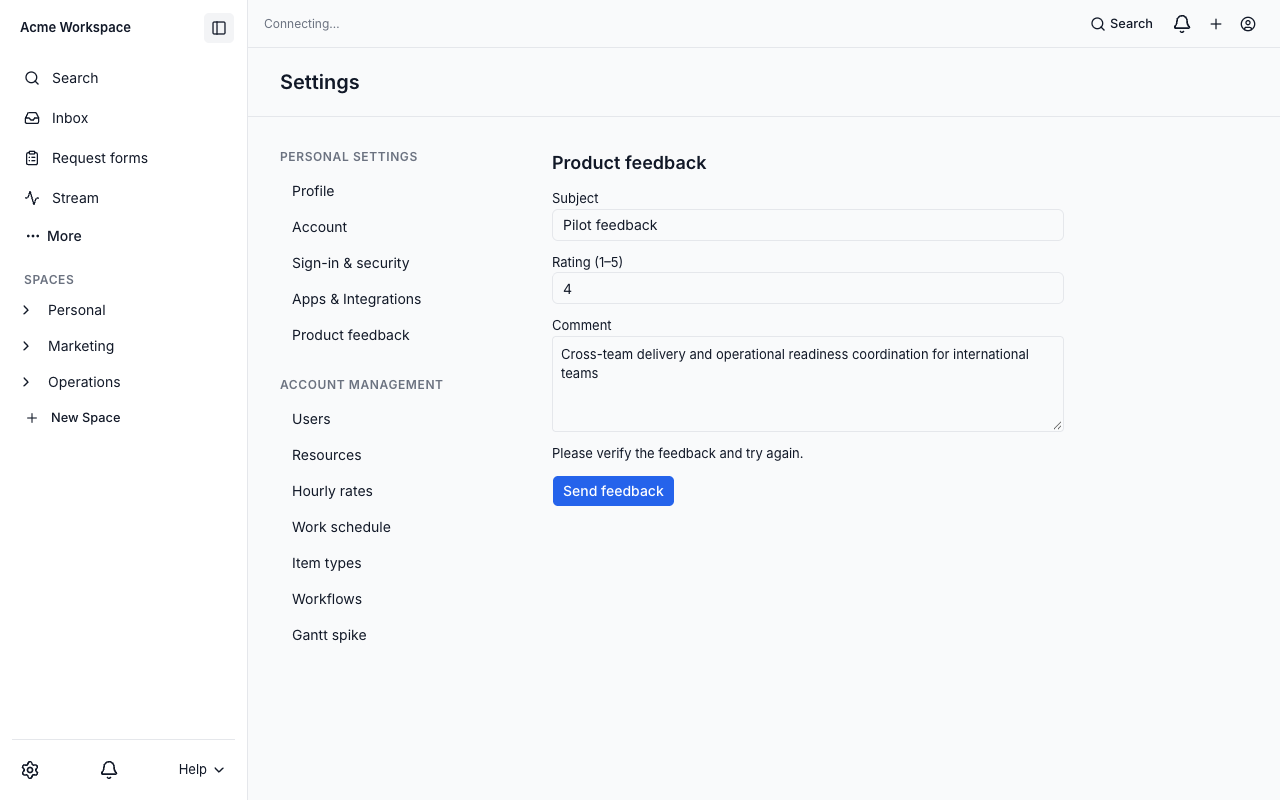 Acme Workspace
Connecting...
Search
Search
Inbox
Request forms
Stream
More
SPACES
Personal
Marketing
Operations
New Space
Help
Settings
PERSONAL SETTINGS
Profile
Account
Sign-in & security
Apps & Integrations
Product feedback
ACCOUNT MANAGEMENT
Users
Resources
Hourly rates
Work schedule
Item types
Workflows
Gantt spike
Product feedback
Subject
Pilot feedback
Rating (1–5)
4
Comment
Cross-team delivery and operational readiness coordination for international
teams
Please verify the feedback and try again.
Send feedback